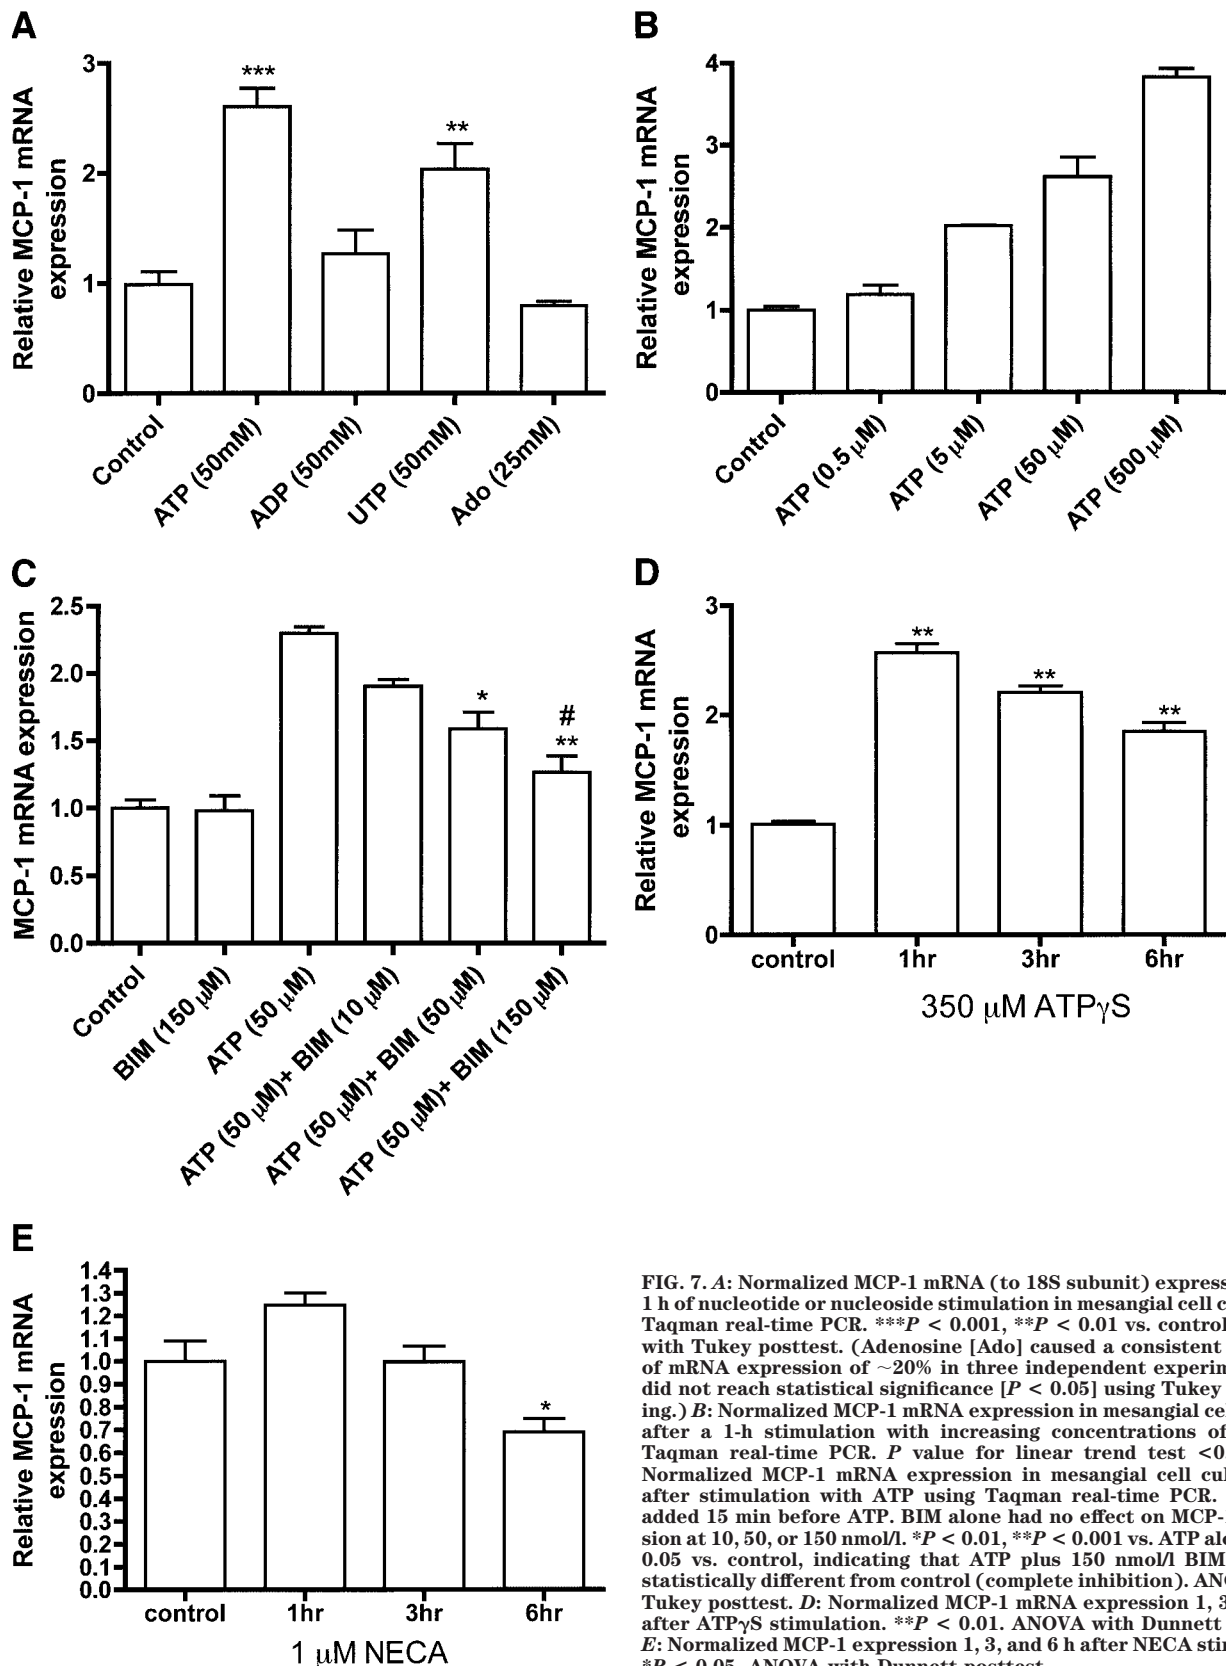 A
Relative MCP-1 mRNA
expression
3
2
1
0
***
**
Control
ATP (50mM)
ADP (50mM)
UTP (50mM)
Ado (25mM)
B
Relative MCP-1 mRNA
expression
4
3
2
1
0
Control
ATP (0.5 μM)
ATP (5 μM)
ATP (50 μM)
ATP (500 μM)
C
MCP-1 mRNA expression
2.5
2.0
1.5
1.0
0.5
0.0
*
#
**
Control
BIM (150 μM)
ATP (50 μM)
ATP (50 μM)+ BIM (10 μM)
ATP (50 μM)+ BIM (50 μM)
ATP (50 μM)+ BIM (150 μM)
D
Relative MCP-1 mRNA
expression
3
2
1
0
**
**
**
control
1hr
3hr
6hr
350 μM ATPγS
E
Relative MCP-1 mRNA
expression
1.4
1.3
1.2
1.1
1.0
0.9
0.8
0.7
0.6
0.5
0.4
0.3
0.2
0.1
0.0
*
control
1hr
3hr
6hr
1 μM NECA
FIG. 7. A: Normalized MCP-1 mRNA (to 18S subunit) express
1 h of nucleotide or nucleoside stimulation in mesangial cell c
Taqman real-time PCR. ***P < 0.001, **P < 0.01 vs. control
with Tukey posttest. (Adenosine [Ado] caused a consistent
of mRNA expression of ~20% in three independent experim
did not reach statistical significance [P < 0.05] using Tukey
ing.) B: Normalized MCP-1 mRNA expression in mesangial cel
after a 1-h stimulation with increasing concentrations of
Taqman real-time PCR. P value for linear trend test <0.
Normalized MCP-1 mRNA expression in mesangial cell cul
after stimulation with ATP using Taqman real-time PCR.
added 15 min before ATP. BIM alone had no effect on MCP-
sion at 10, 50, or 150 nmol/l. *P < 0.01, **P < 0.001 vs. ATP alo
0.05 vs. control, indicating that ATP plus 150 nmol/l BIM
statistically different from control (complete inhibition). ANO
Tukey posttest. D: Normalized MCP-1 mRNA expression 1, 3
after ATPγS stimulation. **P < 0.01. ANOVA with Dunnett
E: Normalized MCP-1 expression 1, 3, and 6 h after NECA stin
*P < 0.05. ANOVA with Dunnett posttest.